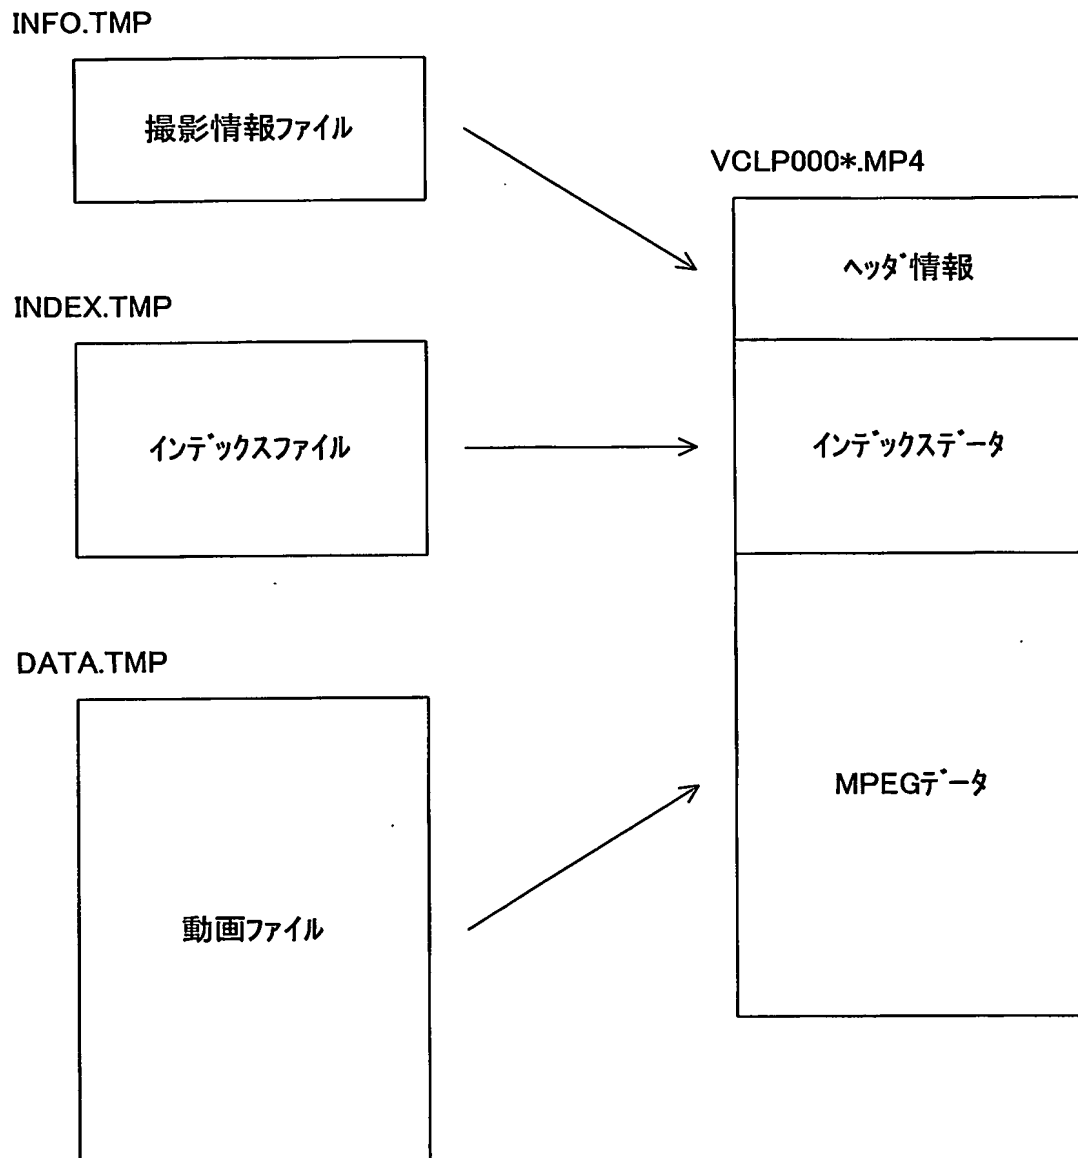 INFO.TMP
撮影情報ファイル
VCLP000*.MP4
ヘッダ情報
INDEX.TMP
インデックスファイル
インデックスデータ
DATA.TMP
MPEGデータ
動画ファイル